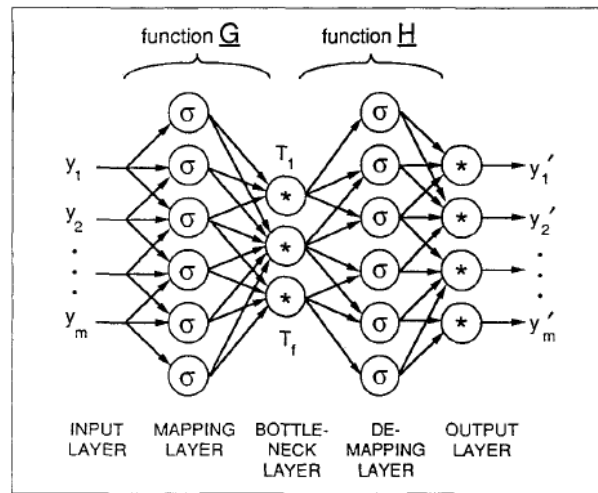 function G function H
σ σ
T₁
y₁ σ σ * y₁′
*
y₂ σ σ * y₂′
*
. σ σ * .
. .
. * .
yₘ σ σ * yₘ′
T_f
σ σ
INPUT MAPPING BOTTLE- DE- OUTPUT
LAYER LAYER NECK MAPPING LAYER
LAYER LAYER